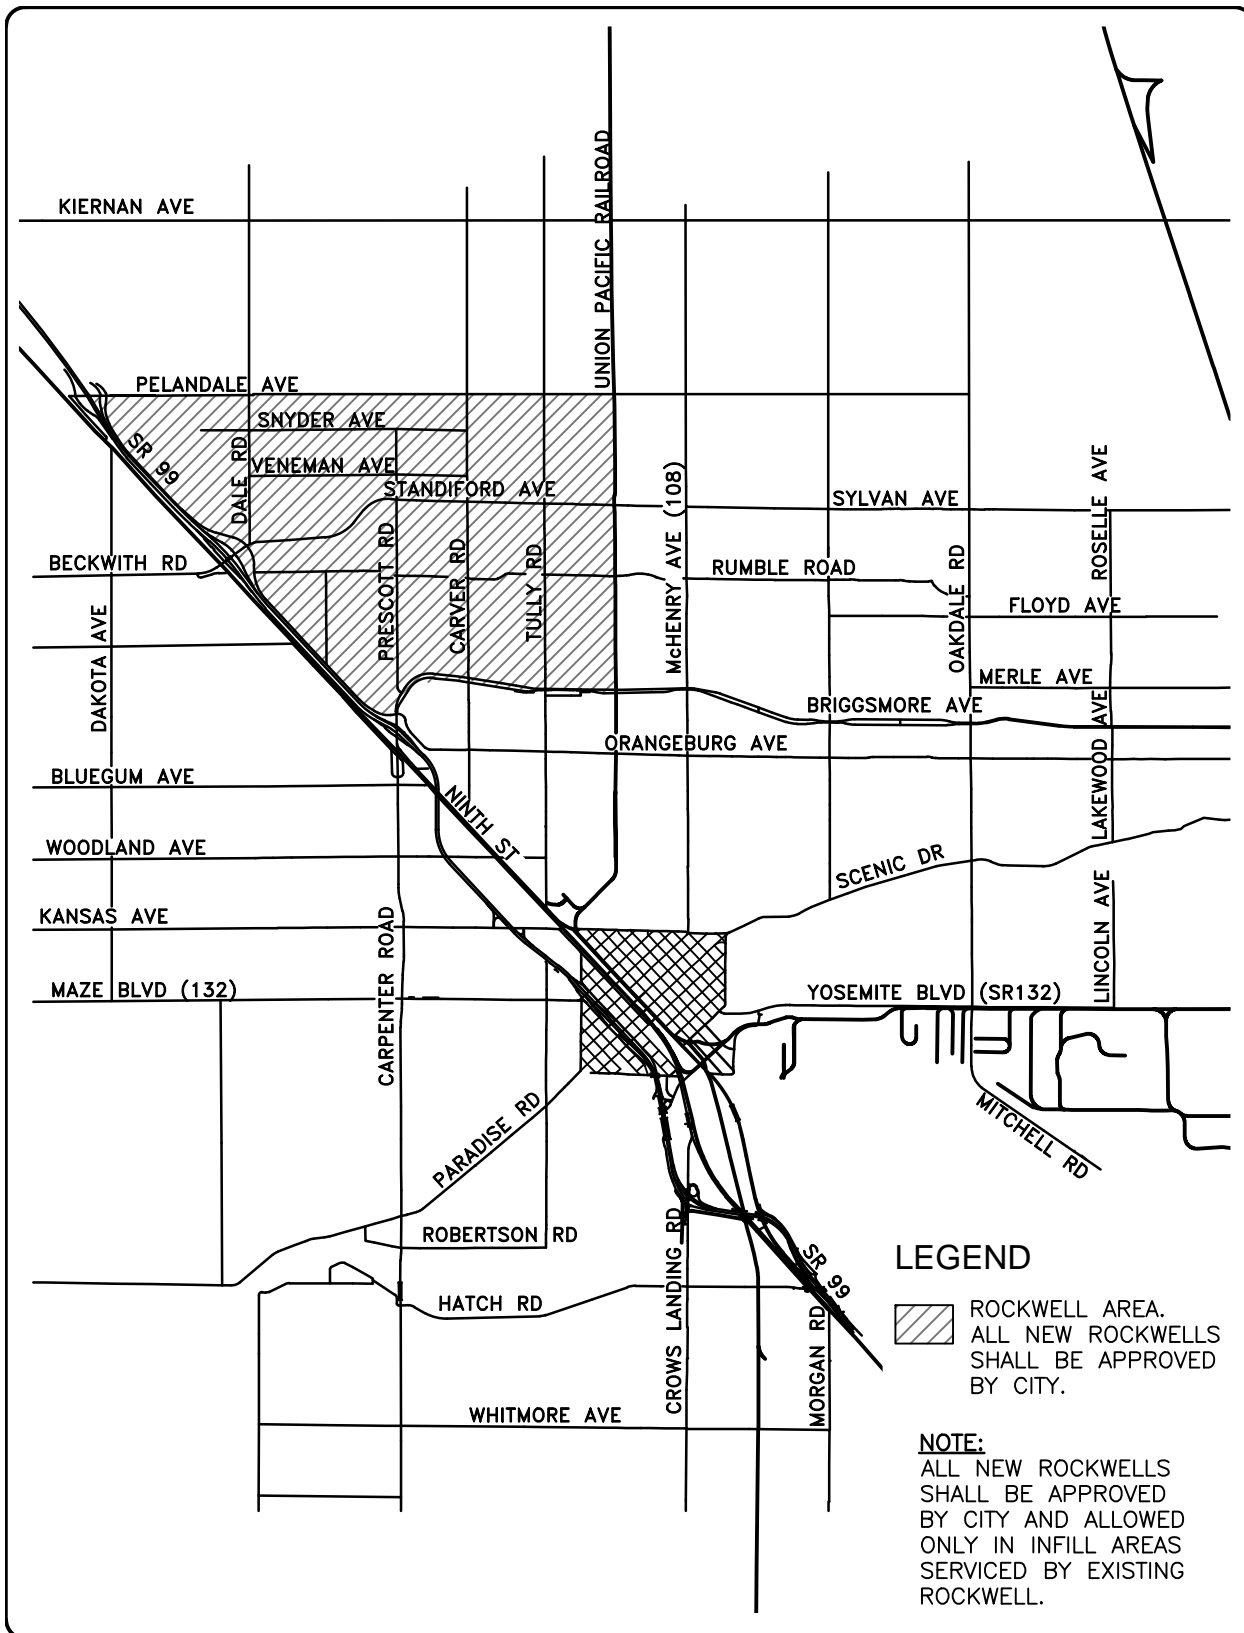 UNION PACIFIC RAILROAD
KIERNAN AVE
PELANDALE AVE
SNYDER AVE
SR 99
DALE RD
VENEMAN AVE
STANDIFORD AVE
McHENRY AVE (108)
SYLVAN AVE
ROSELLE AVE
BECKWITH RD
PRESCOTT RD
CARVER RD
TULLY RD
RUMBLE ROAD
OAKDALE RD
FLOYD AVE
DAKOTA AVE
MERLE AVE
BRIGGSMORE AVE
ORANGEBURG AVE
LAKEWOOD AVE
BLUEGUM AVE
NINTH ST
WOODLAND AVE
SCENIC DR
KANSAS AVE
CARPENTER ROAD
LINCOLN AVE
MAZE BLVD (132)
YOSEMITE BLVD (SR132)
PARADISE RD
MITCHELL RD
ROBERTSON RD
CROWS LANDING RD
SR 99
HATCH RD
MORGAN RD
WHITMORE AVE
LEGEND
ROCKWELL AREA.
ALL NEW ROCKWELLS
SHALL BE APPROVED
BY CITY.
NOTE:
ALL NEW ROCKWELLS
SHALL BE APPROVED
BY CITY AND ALLOWED
ONLY IN INFILL AREAS
SERVICED BY EXISTING
ROCKWELL.